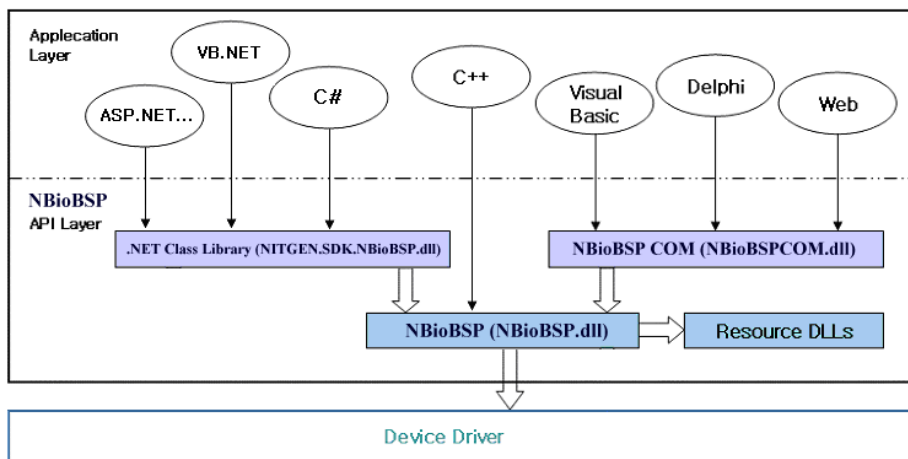 Applecation
Layer
VB.NET
C++
C#
Visual
Basic
Delphi
ASP.NET...
Web
NBioBSP
API Layer
.NET Class Library (NITGEN.SDK.NBioBSP.dll)
NBioBSP COM (NBioBSPCOM.dll)
NBioBSP (NBioBSP.dll)
Resource DLLs
Device Driver